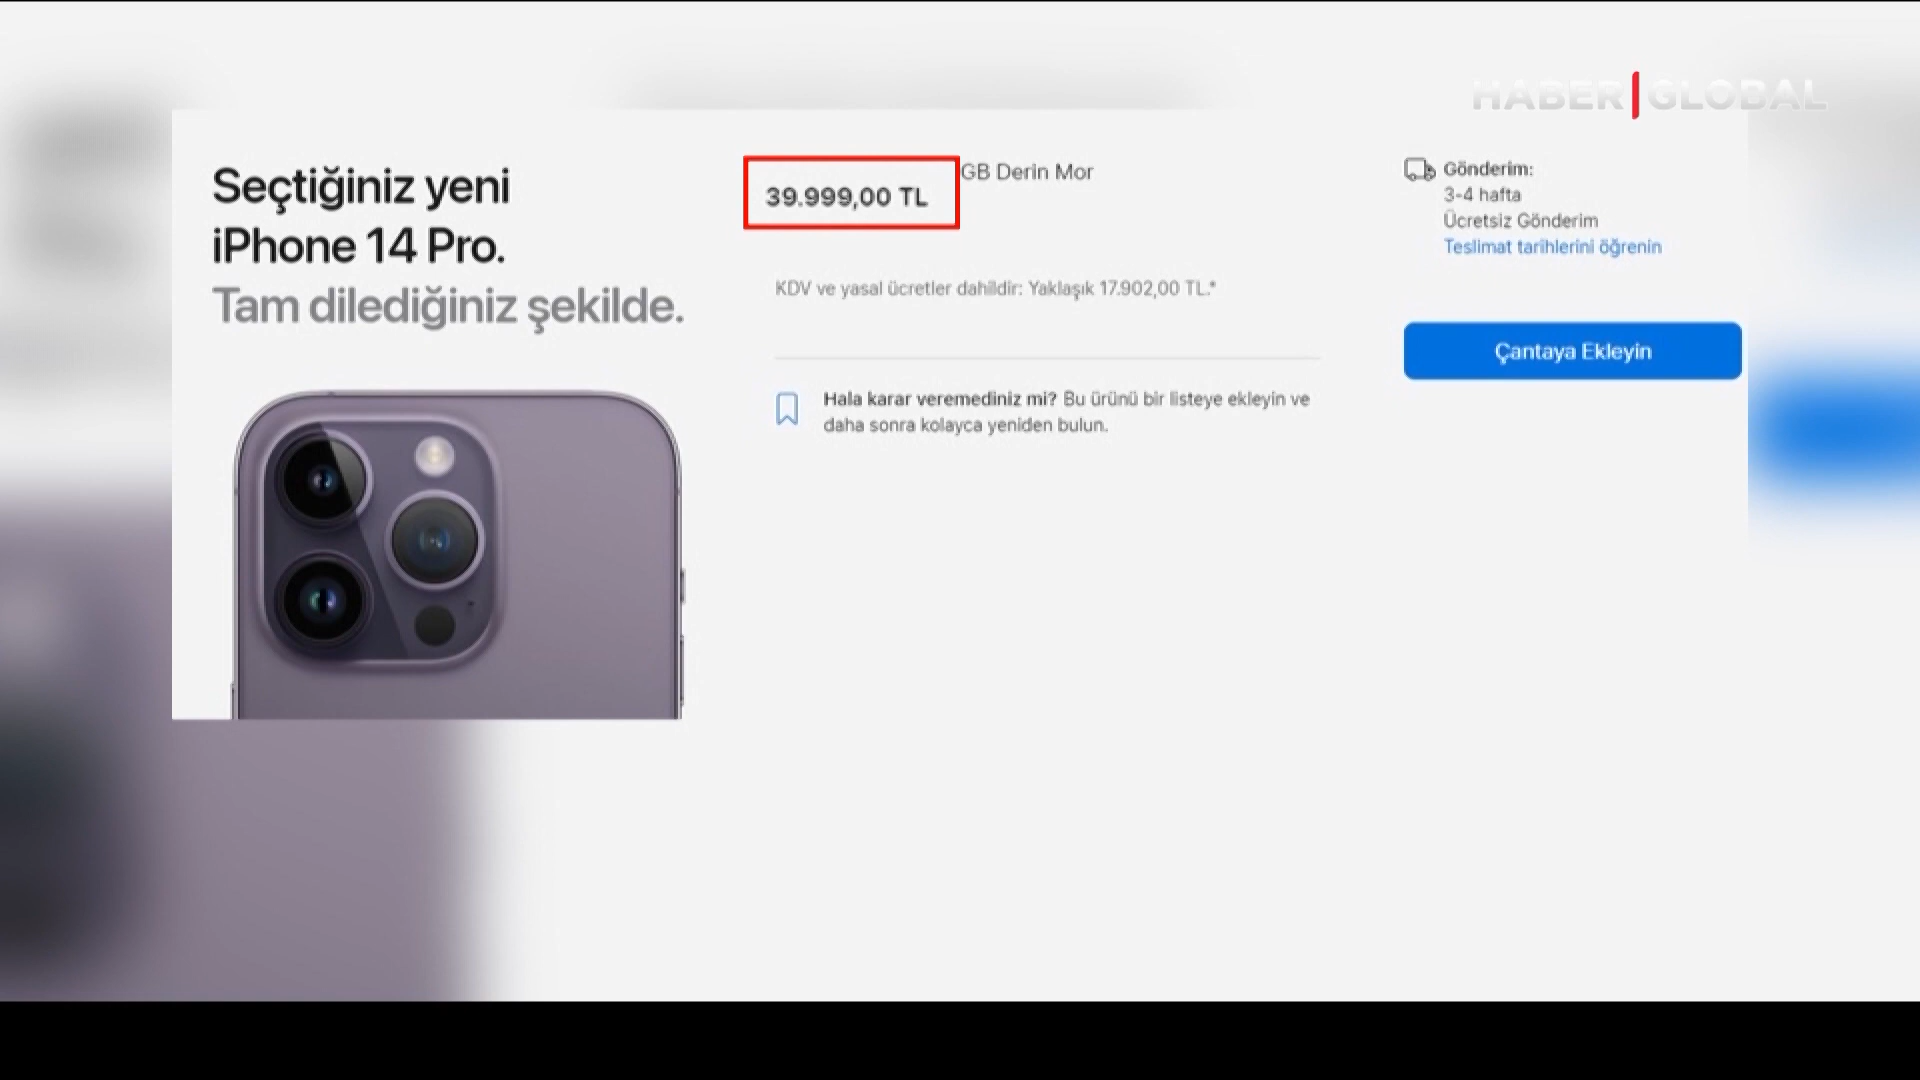 HABER GLOBAL
Seçtiğiniz yeni
iPhone 14 Pro.
Tam dilediğiniz şekilde.
GB Derin Mor
39.999,00 TL
KDV ve yasal ücretler dahildir: Yaklaşık 17.902,00 TL.*
Hala karar veremediniz mi? Bu ürünü bir listeye ekleyin ve
daha sonra kolayca yeniden bulun.
Gönderim:
3-4 hafta
Ücretsiz Gönderim
Teslimat tarihlerini öğrenin
Çantaya Ekleyin